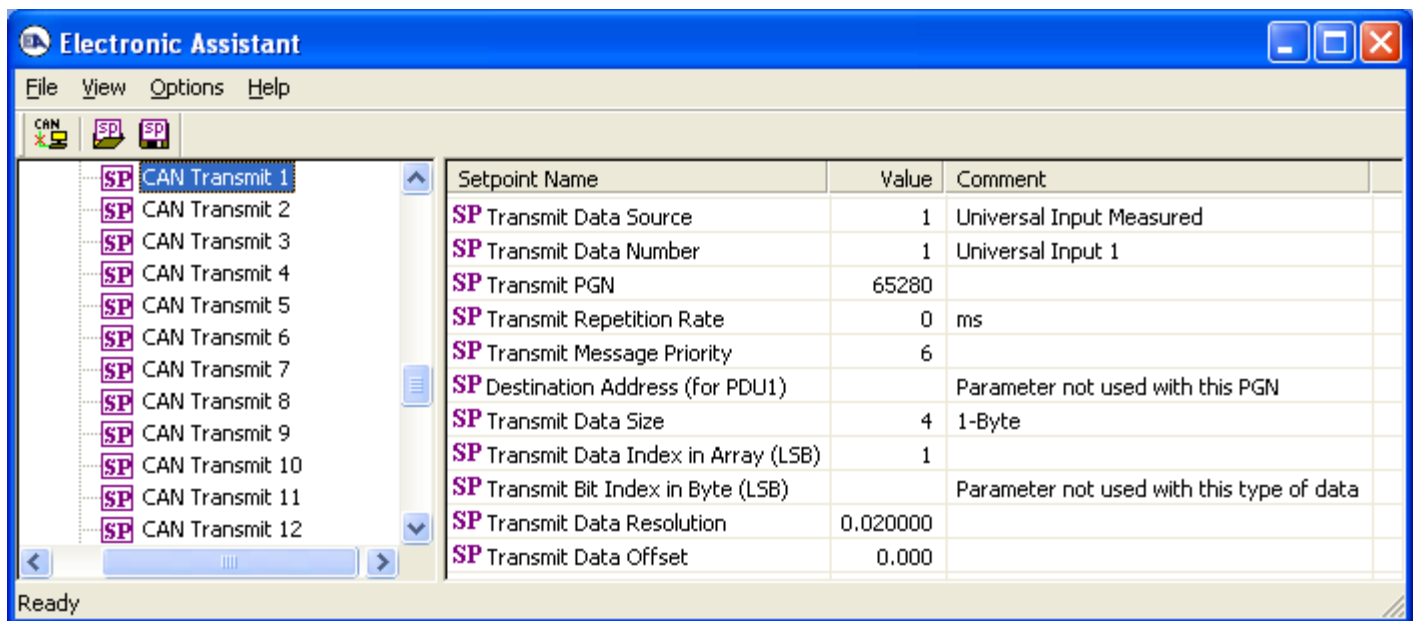 EA Electronic Assistant
File View Options Help
CAN SP SP
SP CAN Transmit 1
SP CAN Transmit 2
SP CAN Transmit 3
SP CAN Transmit 4
SP CAN Transmit 5
SP CAN Transmit 6
SP CAN Transmit 7
SP CAN Transmit 8
SP CAN Transmit 9
SP CAN Transmit 10
SP CAN Transmit 11
SP CAN Transmit 12
Setpoint Name Value Comment
SP Transmit Data Source 1 Universal Input Measured
SP Transmit Data Number 1 Universal Input 1
SP Transmit PGN 65280
SP Transmit Repetition Rate 0 ms
SP Transmit Message Priority 6
SP Destination Address (for PDU1) Parameter not used with this PGN
SP Transmit Data Size 4 1-Byte
SP Transmit Data Index in Array (LSB) 1
SP Transmit Bit Index in Byte (LSB) Parameter not used with this type of data
SP Transmit Data Resolution 0.020000
SP Transmit Data Offset 0.000
Ready